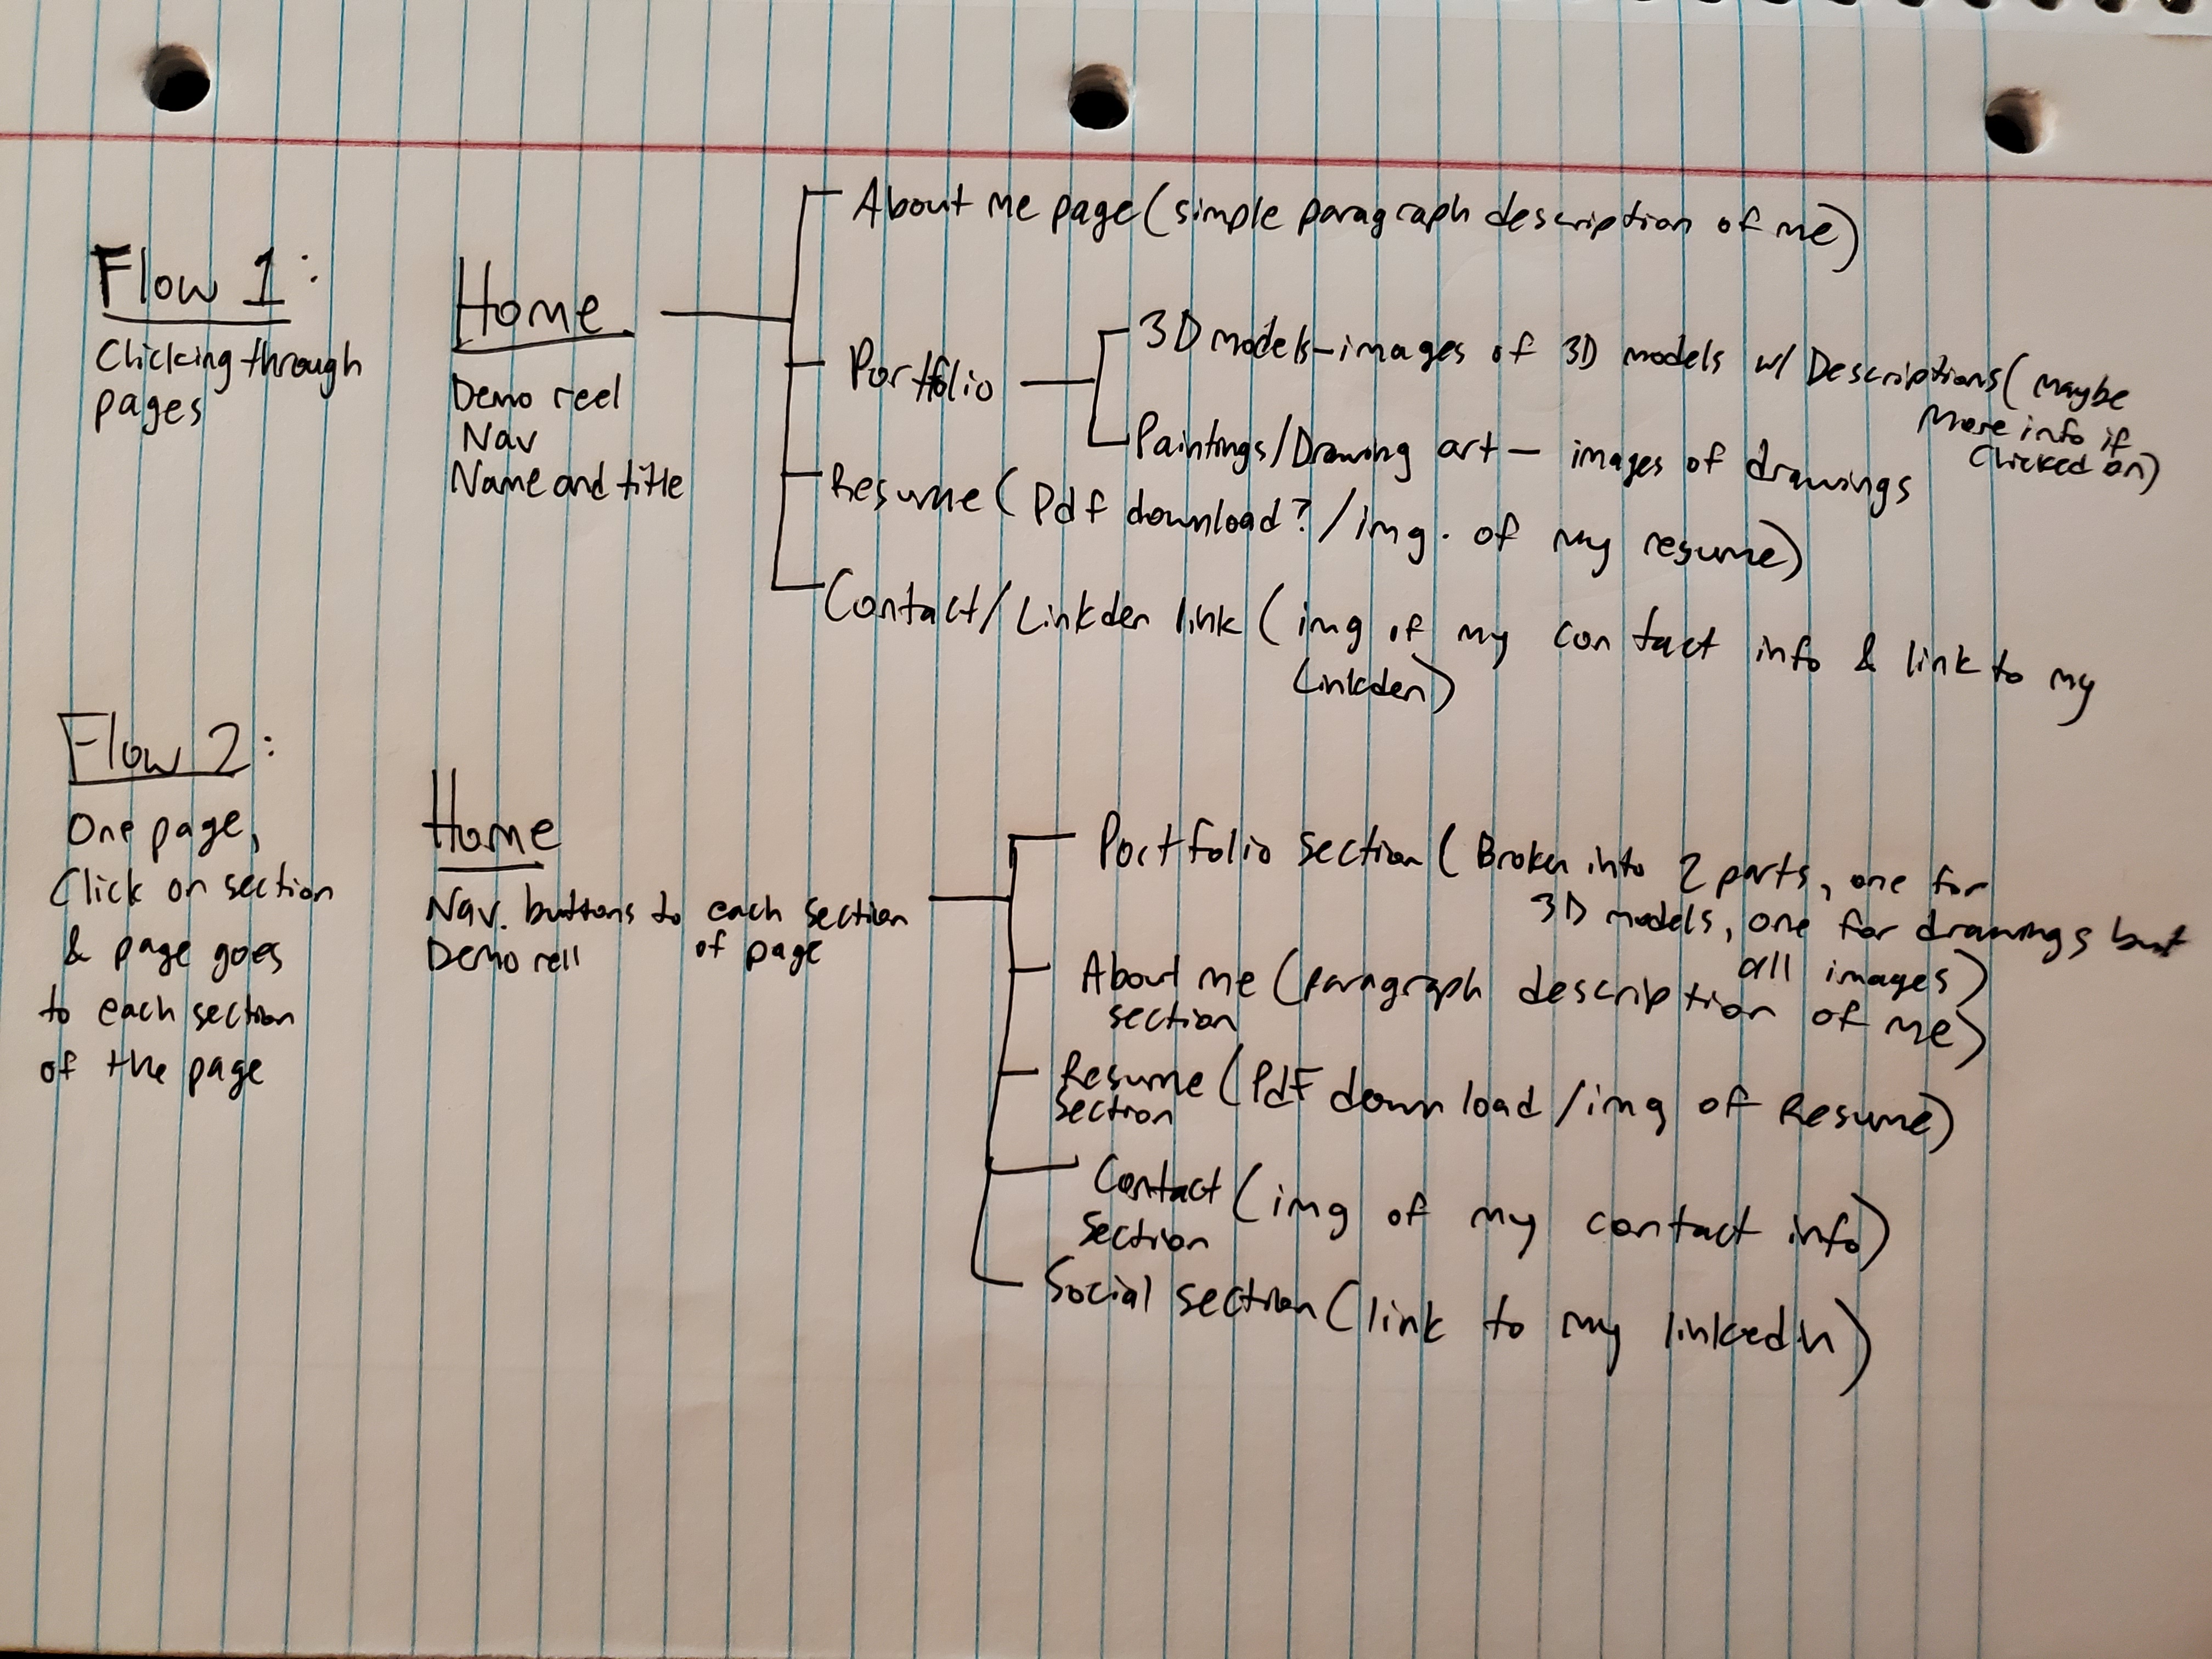 Flow 1:
Clicking through
pages
Home
Demo reel
Nav
Name and title
About me page (simple paragraph description of me)
Portfolio
3D models - images of 3D models w/ Descriptions (maybe
more info if
clicked on)
Paintings/Drawing art - images of drawings
Resume (Pdf download?/img. of my resume)
Contact/Linkden link (img of my contact info & link to my
Linkden)
Flow 2:
One page,
Click on section
& page goes
to each section
of the page
Home
Nav. buttons to each section
of page
Demo rell
Portfolio section (Broken into 2 parts, one for
3D models, one for drawings but
all images)
About me (paragraph description of me)
section
Resume (Pdf download/img of Resume)
section
Contact (img of my contact info)
section
Social section (link to my linkedin)